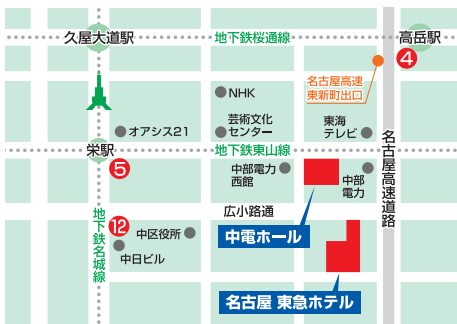 久屋大道駅
地下鉄桜通線
高岳駅
4
名古屋高速
東新町出口
NHK
芸術文化
センター
オアシス21
東海
テレビ
名古屋高速道路
栄駅
地下鉄東山線
5
中部電力
西館
中部
電力
地下鉄名城線
12
広小路通
中区役所
中電ホール
中日ビル
名古屋 東急ホテル